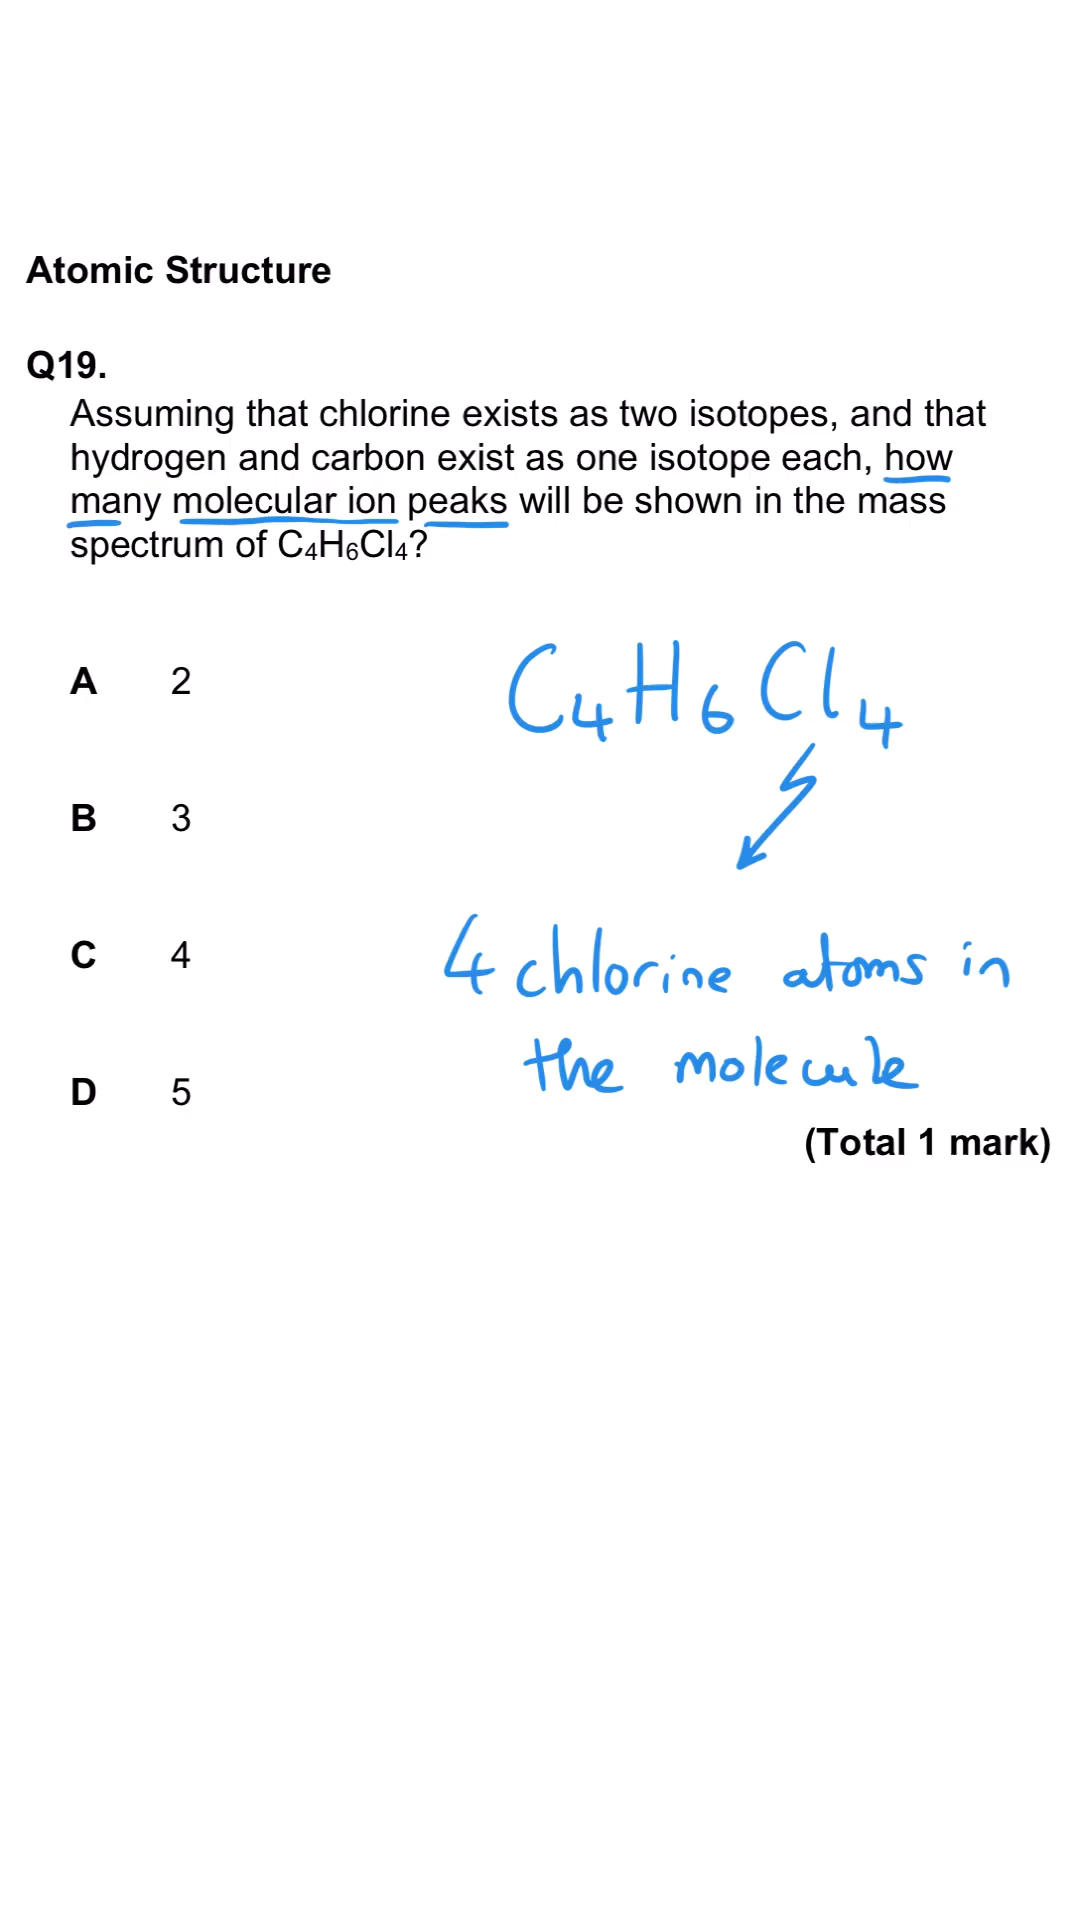 Atomic Structure
Q19.
Assuming that chlorine exists as two isotopes, and that
hydrogen and carbon exist as one isotope each, how
many molecular ion peaks will be shown in the mass
spectrum of C₄H₆Cl₄?
A 2
C₄H₆Cl₄
B 3
C 4
4 chlorine atoms in
the molecule
D 5
(Total 1 mark)